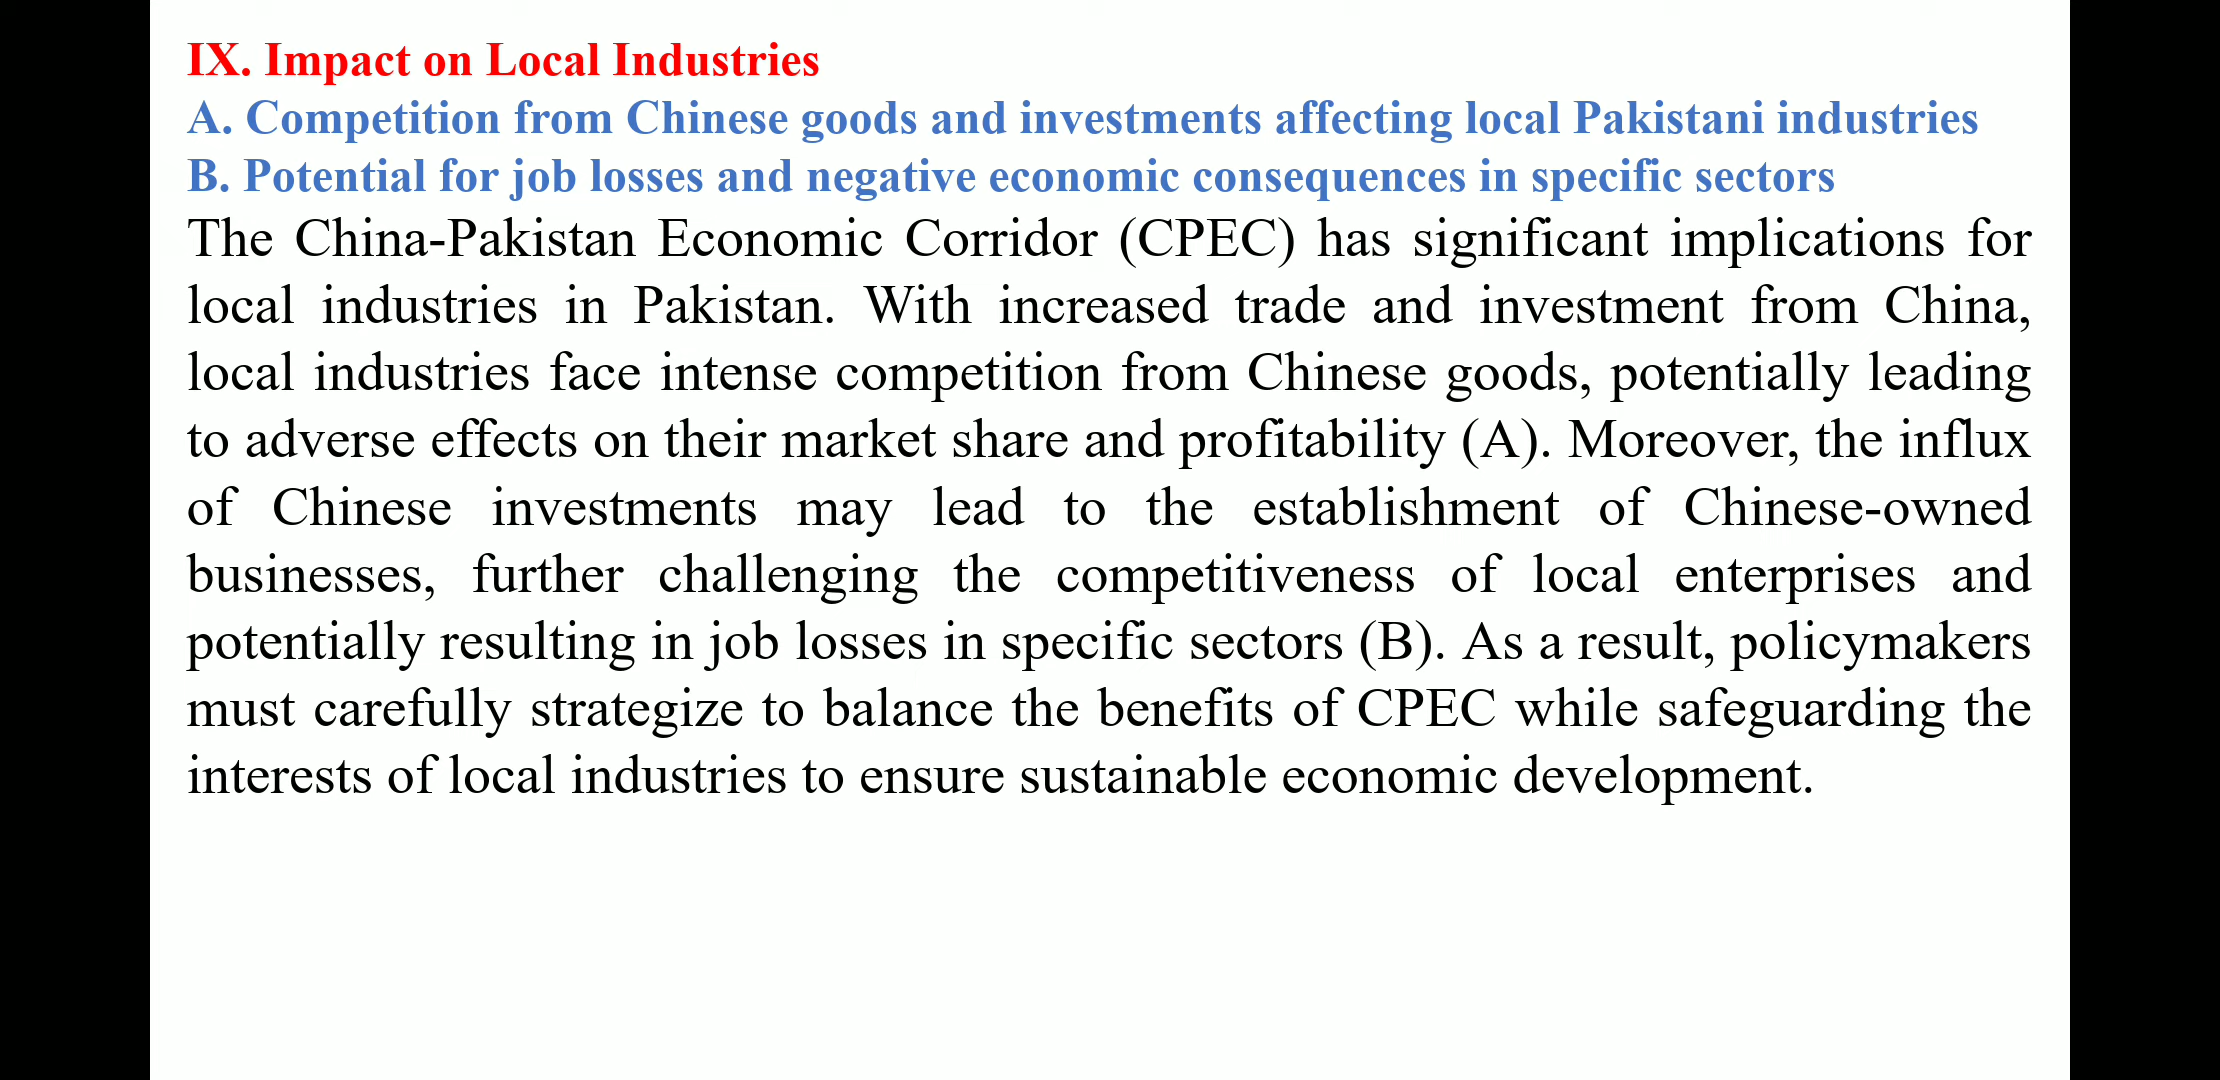 IX. Impact on Local Industries
A. Competition from Chinese goods and investments affecting local Pakistani industries
B. Potential for job losses and negative economic consequences in specific sectors
The China-Pakistan Economic Corridor (CPEC) has significant implications for
local industries in Pakistan. With increased trade and investment from China,
local industries face intense competition from Chinese goods, potentially leading
to adverse effects on their market share and profitability (A). Moreover, the influx
of Chinese investments may lead to the establishment of Chinese-owned
businesses, further challenging the competitiveness of local enterprises and
potentially resulting in job losses in specific sectors (B). As a result, policymakers
must carefully strategize to balance the benefits of CPEC while safeguarding the
interests of local industries to ensure sustainable economic development.